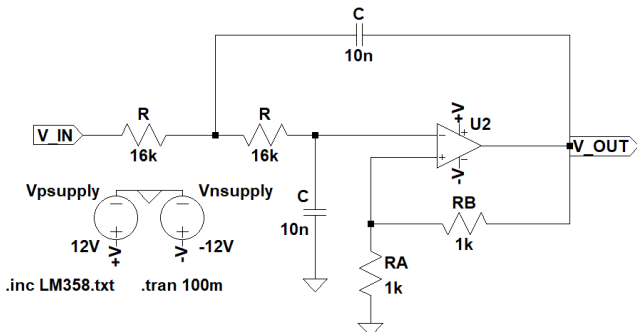 C
10n
R
R
+V
U2
V_IN
16k
16k
V_OUT
-V
Vpsupply
Vnsupply
C
10n
RB
1k
12V
+V
-V
-12V
RA
1k
.inc LM358.txt
.tran 100m